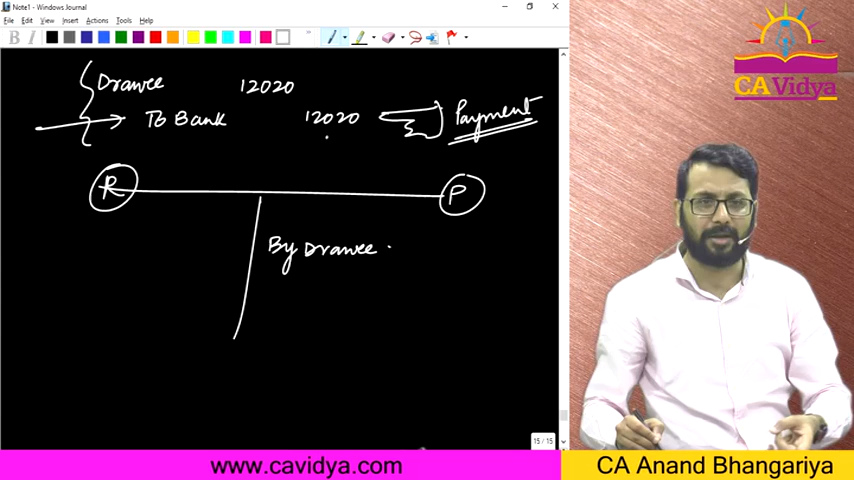 Note1 - Windows Journal
File Edit View Insert Actions Tools Help
B I
Drawee 12020
To Bank 12020 Payment
R P
By Drawee
15 / 15
CA Vidya
www.cavidya.com
CA Anand Bhangariya